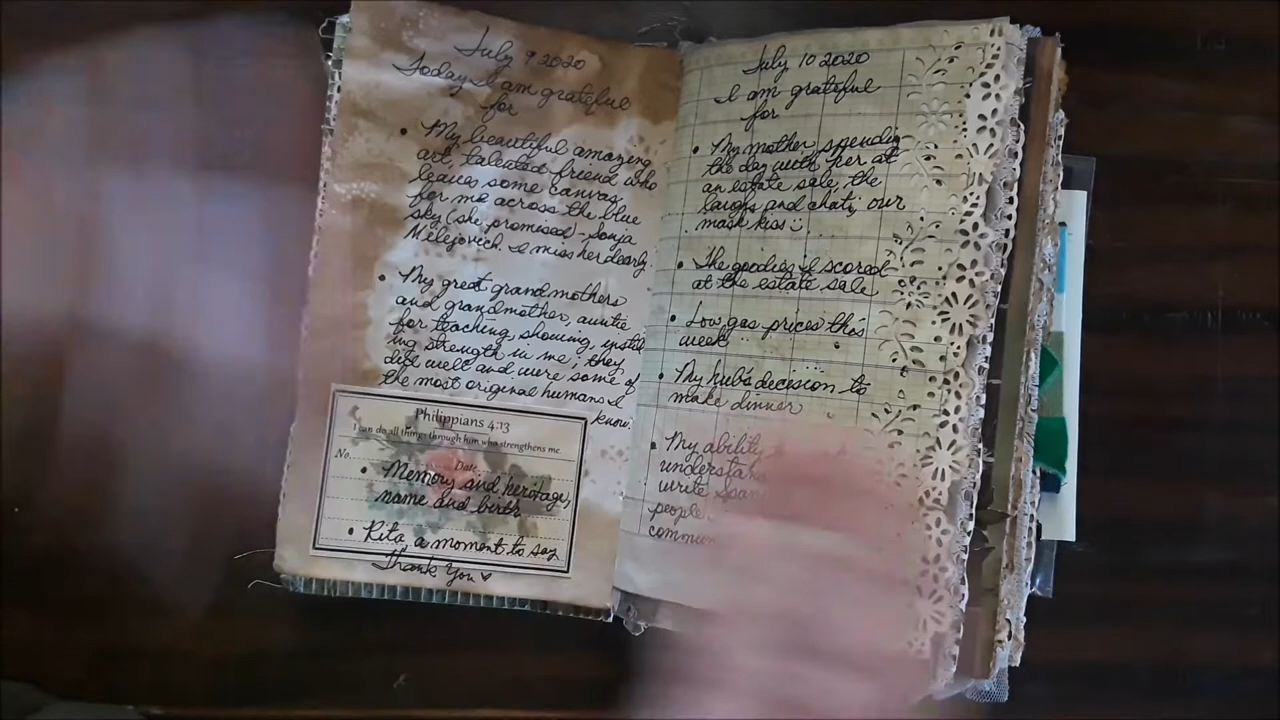 July 9 2020
Today I am grateful
for
• My beautiful amazing
art, talented friend who
leaves some canvas
for me across the blue
sky (she promised) - Sonja
Milejovich. I miss her dearly.
• My great grandmothers
and grandmother, auntie
for teaching, showing, instill
ing strength in me; they
did it well and were some of
the most original humans I
know.
Philippians 4:13
I can do all things through him who strengthens me.
No. Date
• Memory and heritage,
name and birth
• Rita a moment to say
Thank You
July 10 2020
I am grateful
for
• My mother spending
the day with her at
an estate sale, the
laughs and chats, our
mask kiss
• The goodies I scored
at the estate sale
• Low gas prices this
week
• My hub's decision to
make dinner
• My ability
write
people